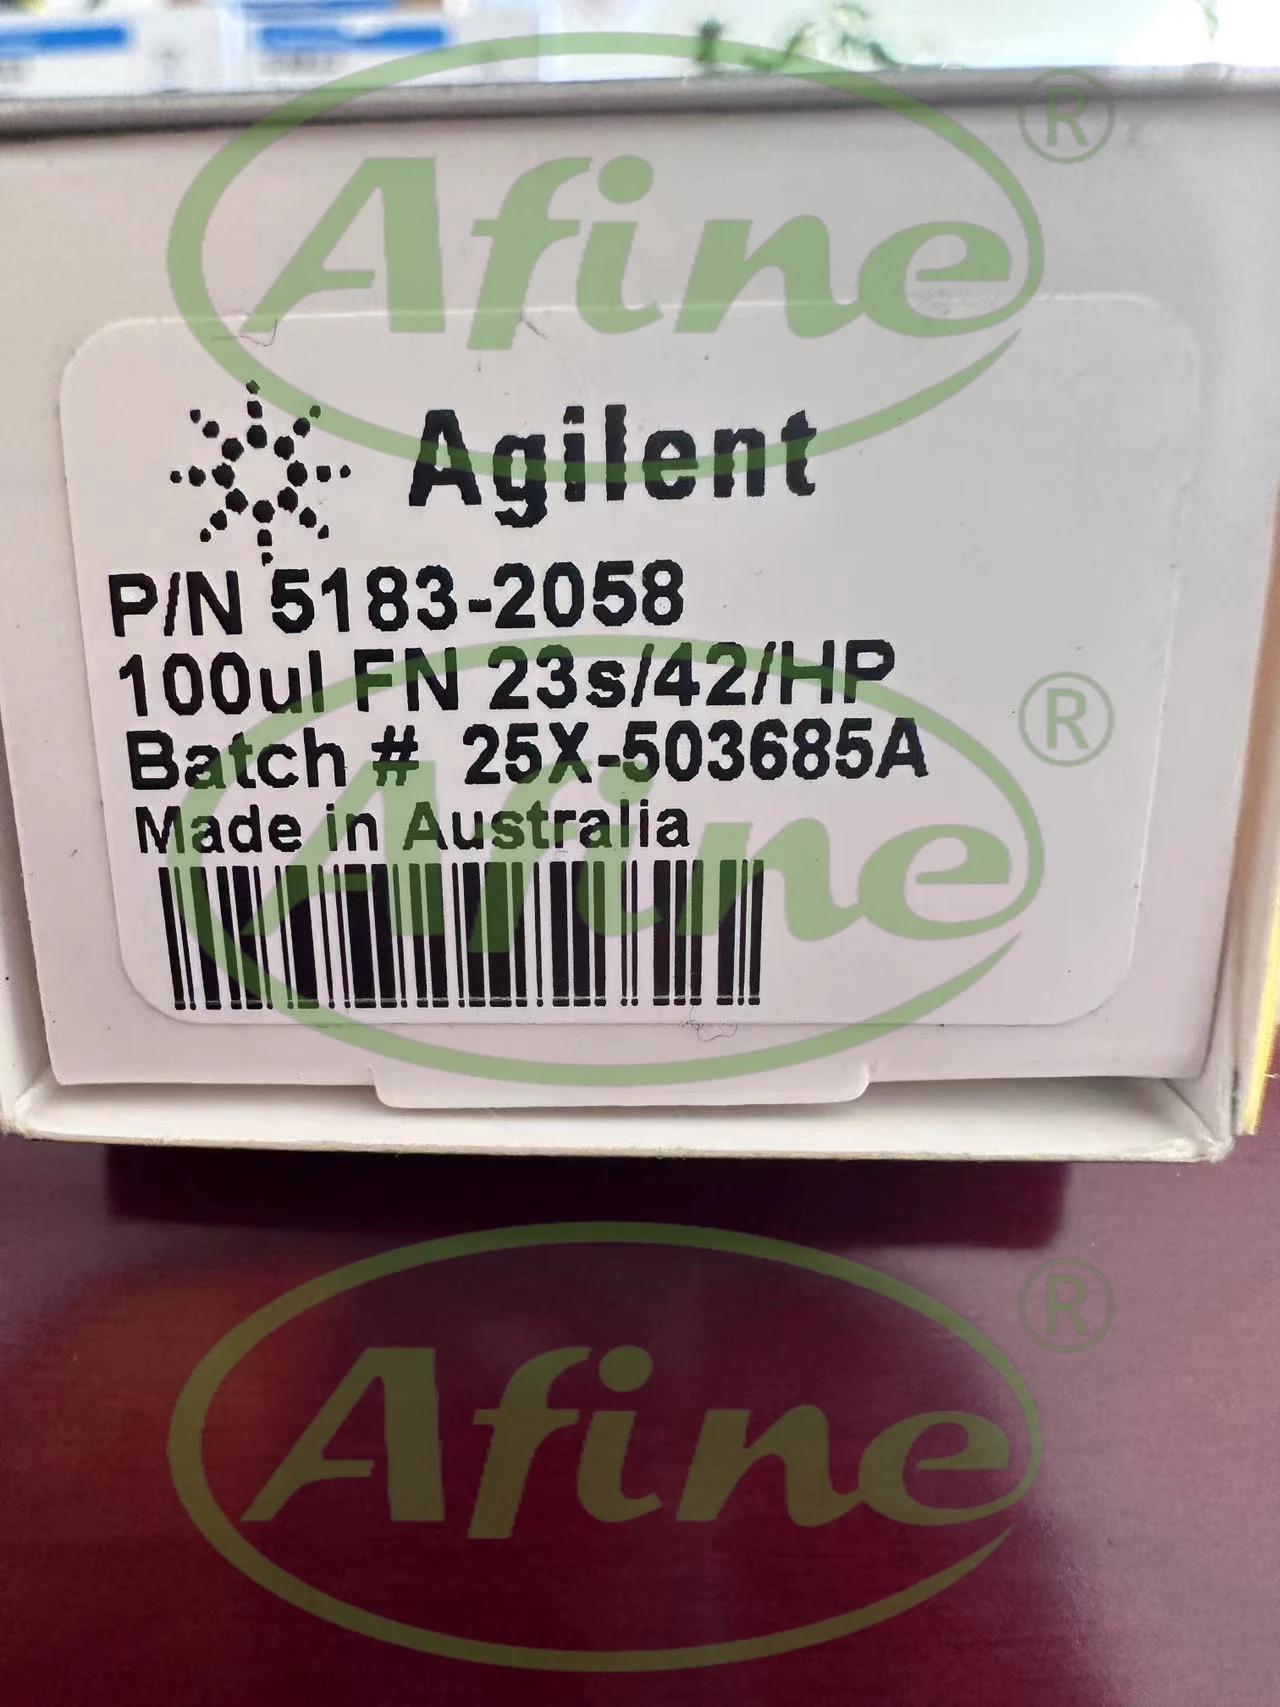 Afine ®
Agilent
P/N 5183-2058
100ul FN 23s/42/HP
Batch # 25X-503685A
Made in Australia
Afine ®
Afine ®